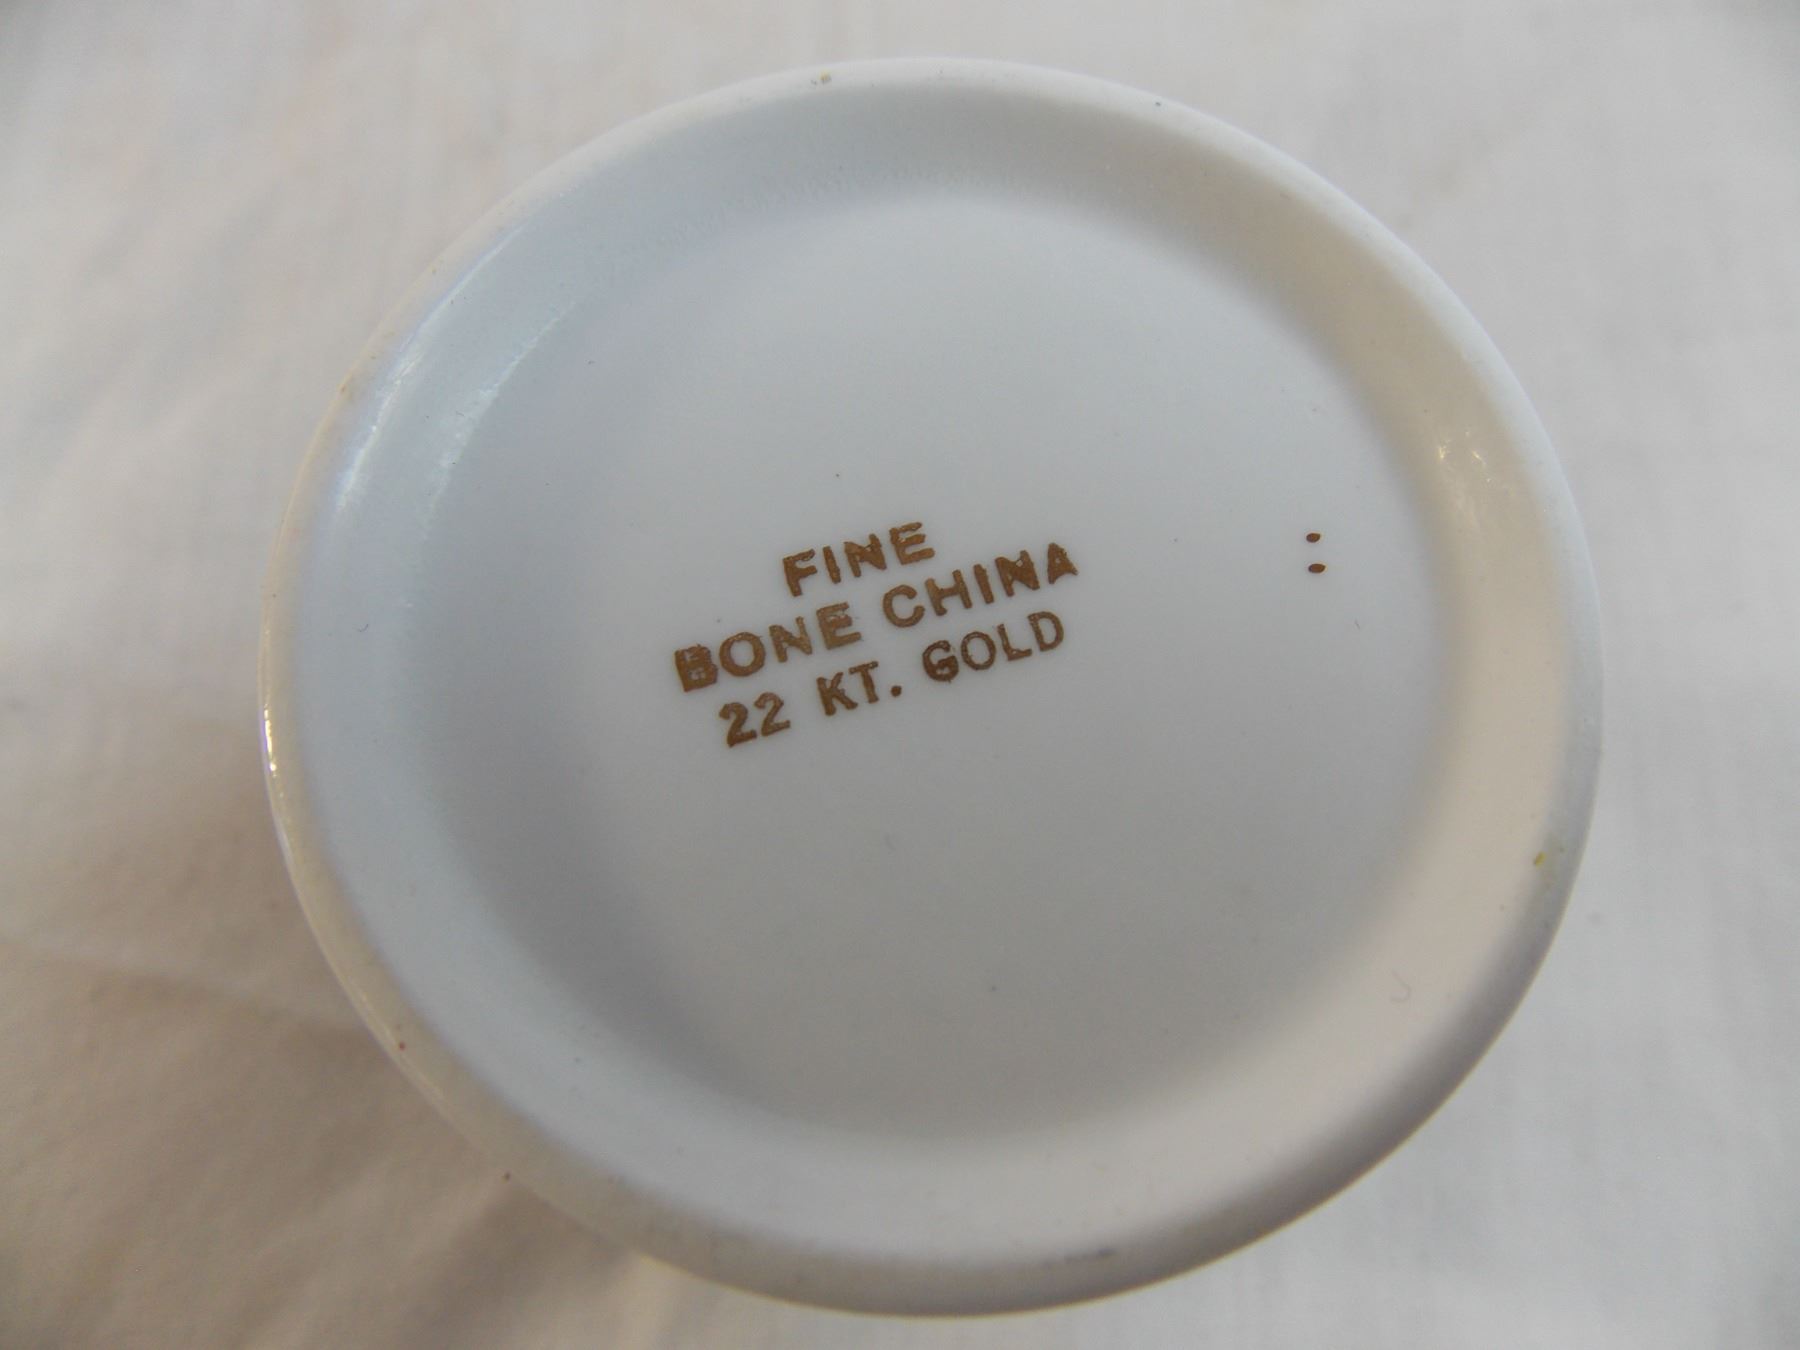 FINE
BONE CHINA
22 KT. GOLD